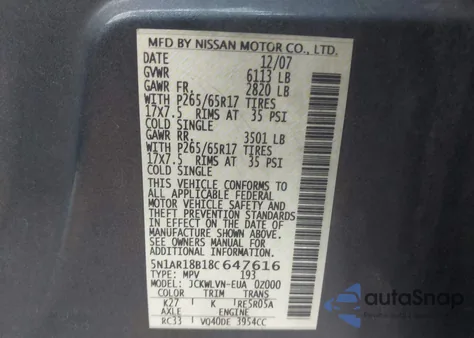 MFD BY NISSAN MOTOR CO., LTD.
DATE 12/07
GVWR 6113 LB
GAWR FR. 2820 LB
WITH P265/65R17 TIRES
17X7.5 RIMS AT 35 PSI
COLD SINGLE
GAWR RR. 3501 LB
WITH P265/65R17 TIRES
17X7.5 RIMS AT 35 PSI
COLD SINGLE
THIS VEHICLE CONFORMS TO
ALL APPLICABLE FEDERAL
MOTOR VEHICLE SAFETY AND
THEFT PREVENTION STANDARDS
IN EFFECT ON THE DATE OF
MANUFACTURE SHOWN ABOVE.
SEE OWNERS MANUAL FOR
ADDITIONAL INFORMATION.
5N1AR18B18C647616
TYPE: MPV 193
MODEL: JCKWLVN-EUA 0Z000
COLOR TRIM TRANS
K27 K RE5R05A
AXLE ENGINE
RC33 VQ40DE 3954CC
autoSnap